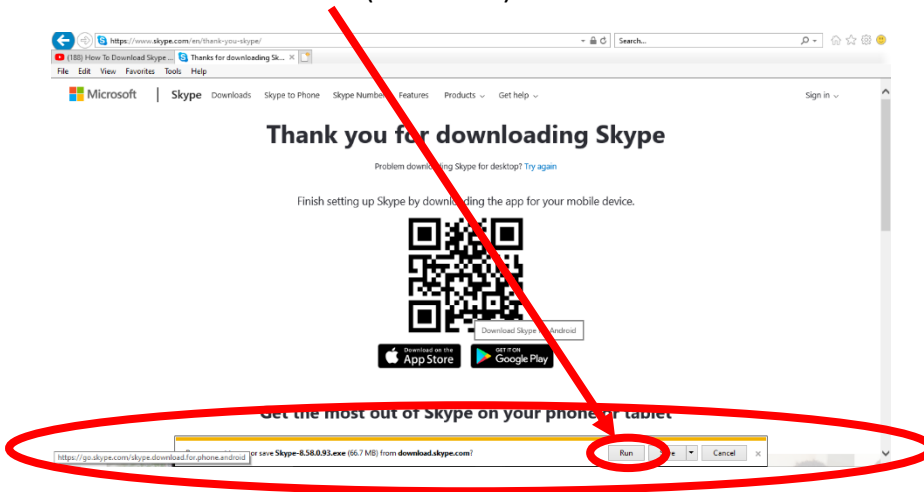 https://www.skype.com/en/thank-you-skype/ Search...
(188) How To Download Skype ... Thanks for downloading Sk...
File Edit View Favorites Tools Help
Microsoft | Skype Downloads Skype to Phone Skype Number Features Products Get help Sign in
Thank you for downloading Skype
Problem downloading Skype for desktop? Try again
Finish setting up Skype by downloading the app for your mobile device.
Download Skype Android
Download on the App Store GET IT ON Google Play
Get the most out of Skype on your phone or tablet
or save Skype-8.58.0.93.exe (66.7 MB) from download.skype.com? Run Cancel
https://go.skype.com/skype.download.for.phone.android